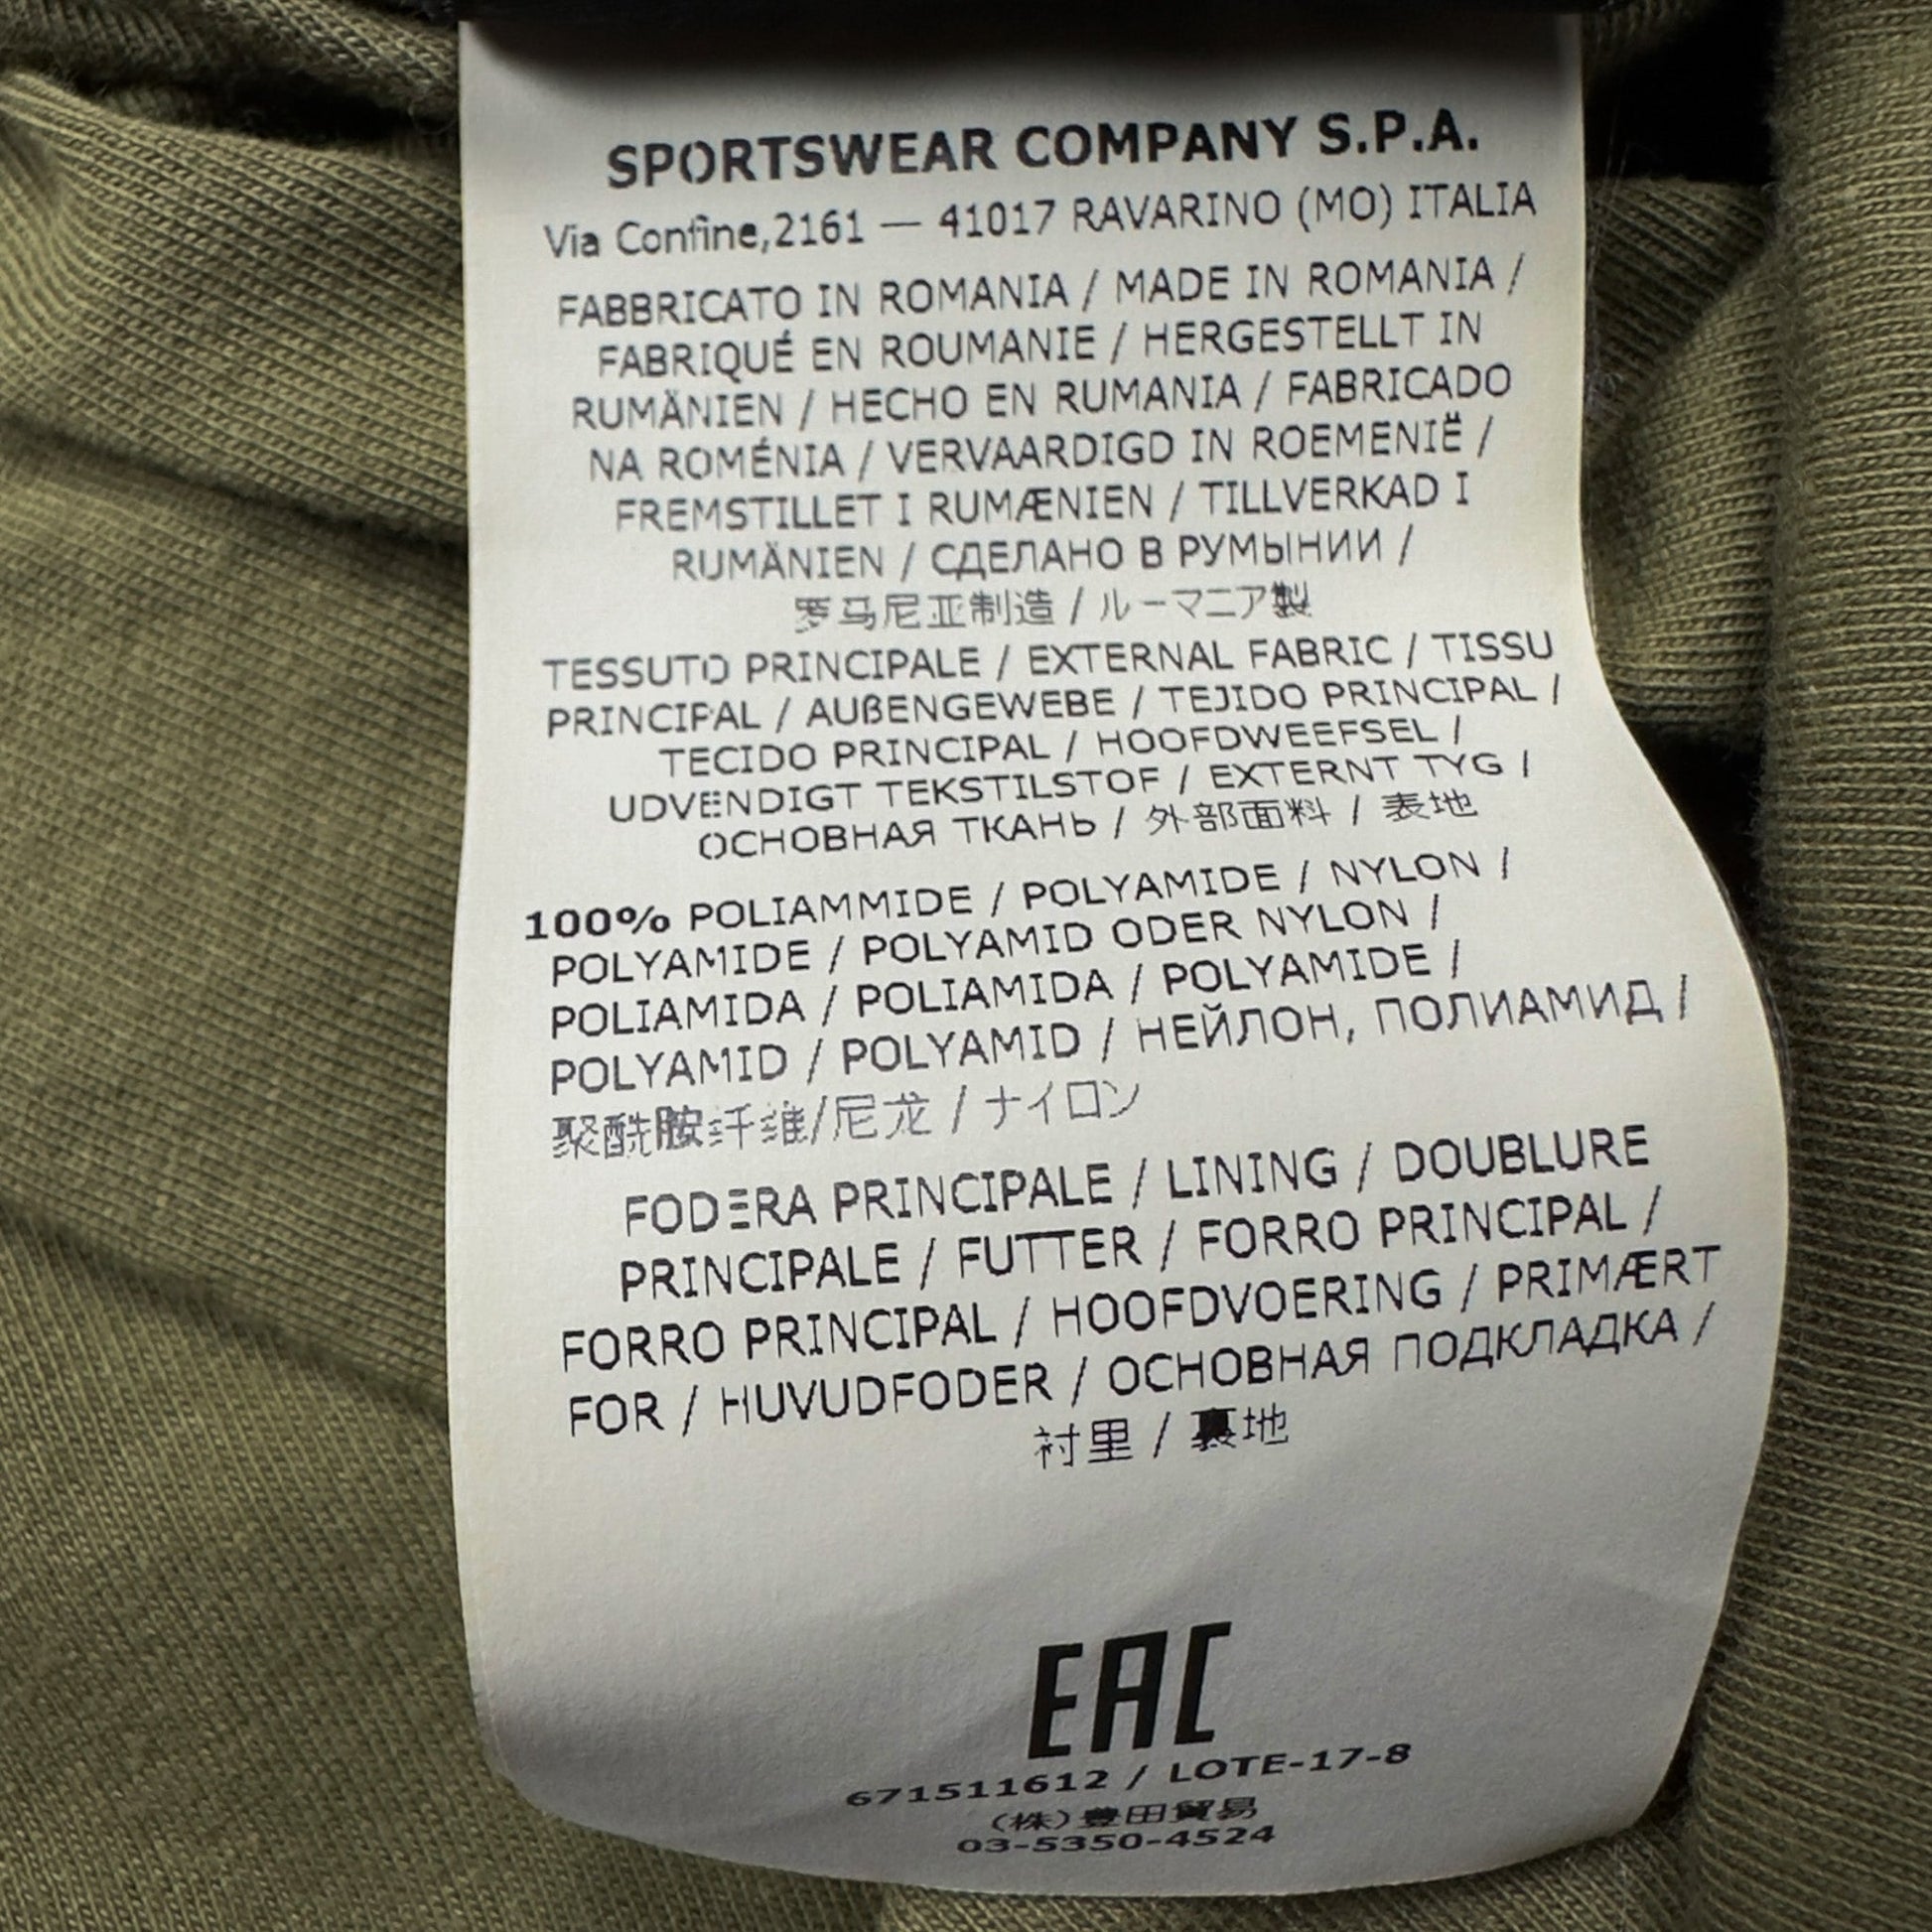 SPORTSWEAR COMPANY S.P.A.
Via Confine,2161 — 41017 RAVARINO (MO) ITALIA
FABBRICATO IN ROMANIA / MADE IN ROMANIA /
FABRIQUÉ EN ROUMANIE / HERGESTELLT IN
RUMÄNIEN / HECHO EN RUMANIA / FABRICADO
NA ROMÉNIA / VERVAARDIGD IN ROEMENIË /
FREMSTILLET I RUMÆNIEN / TILLVERKAD I
RUMÄNIEN / СДЕЛАНО В РУМЫНИИ /
罗马尼亚制造 / ルーマニア製
TESSUTO PRINCIPALE / EXTERNAL FABRIC / TISSU
PRINCIPAL / AUßENGEWEBE / TEJIDO PRINCIPAL /
TECIDO PRINCIPAL / HOOFDWEEFSEL /
UDVENDIGT TEKSTILSTOF / EXTERNT TYG /
ОСНОВНАЯ ТКАНЬ / 外部面料 / 表地
100% POLIAMMIDE / POLYAMIDE / NYLON /
POLYAMIDE / POLYAMID ODER NYLON /
POLIAMIDA / POLIAMIDA / POLYAMIDE /
POLYAMID / POLYAMID / НЕЙЛОН, ПОЛИАМИД /
聚酰胺纤维/尼龙 / ナイロン
FODERA PRINCIPALE / LINING / DOUBLURE
PRINCIPALE / FUTTER / FORRO PRINCIPAL /
FORRO PRINCIPAL / HOOFDVOERING / PRIMÆRT
FOR / HUVUDFODER / ОСНОВНАЯ ПОДКЛАДКА /
衬里 / 裏地
EAC
671511612 / LOTE-17-8
(株)豊田貿易
03-5350-4524